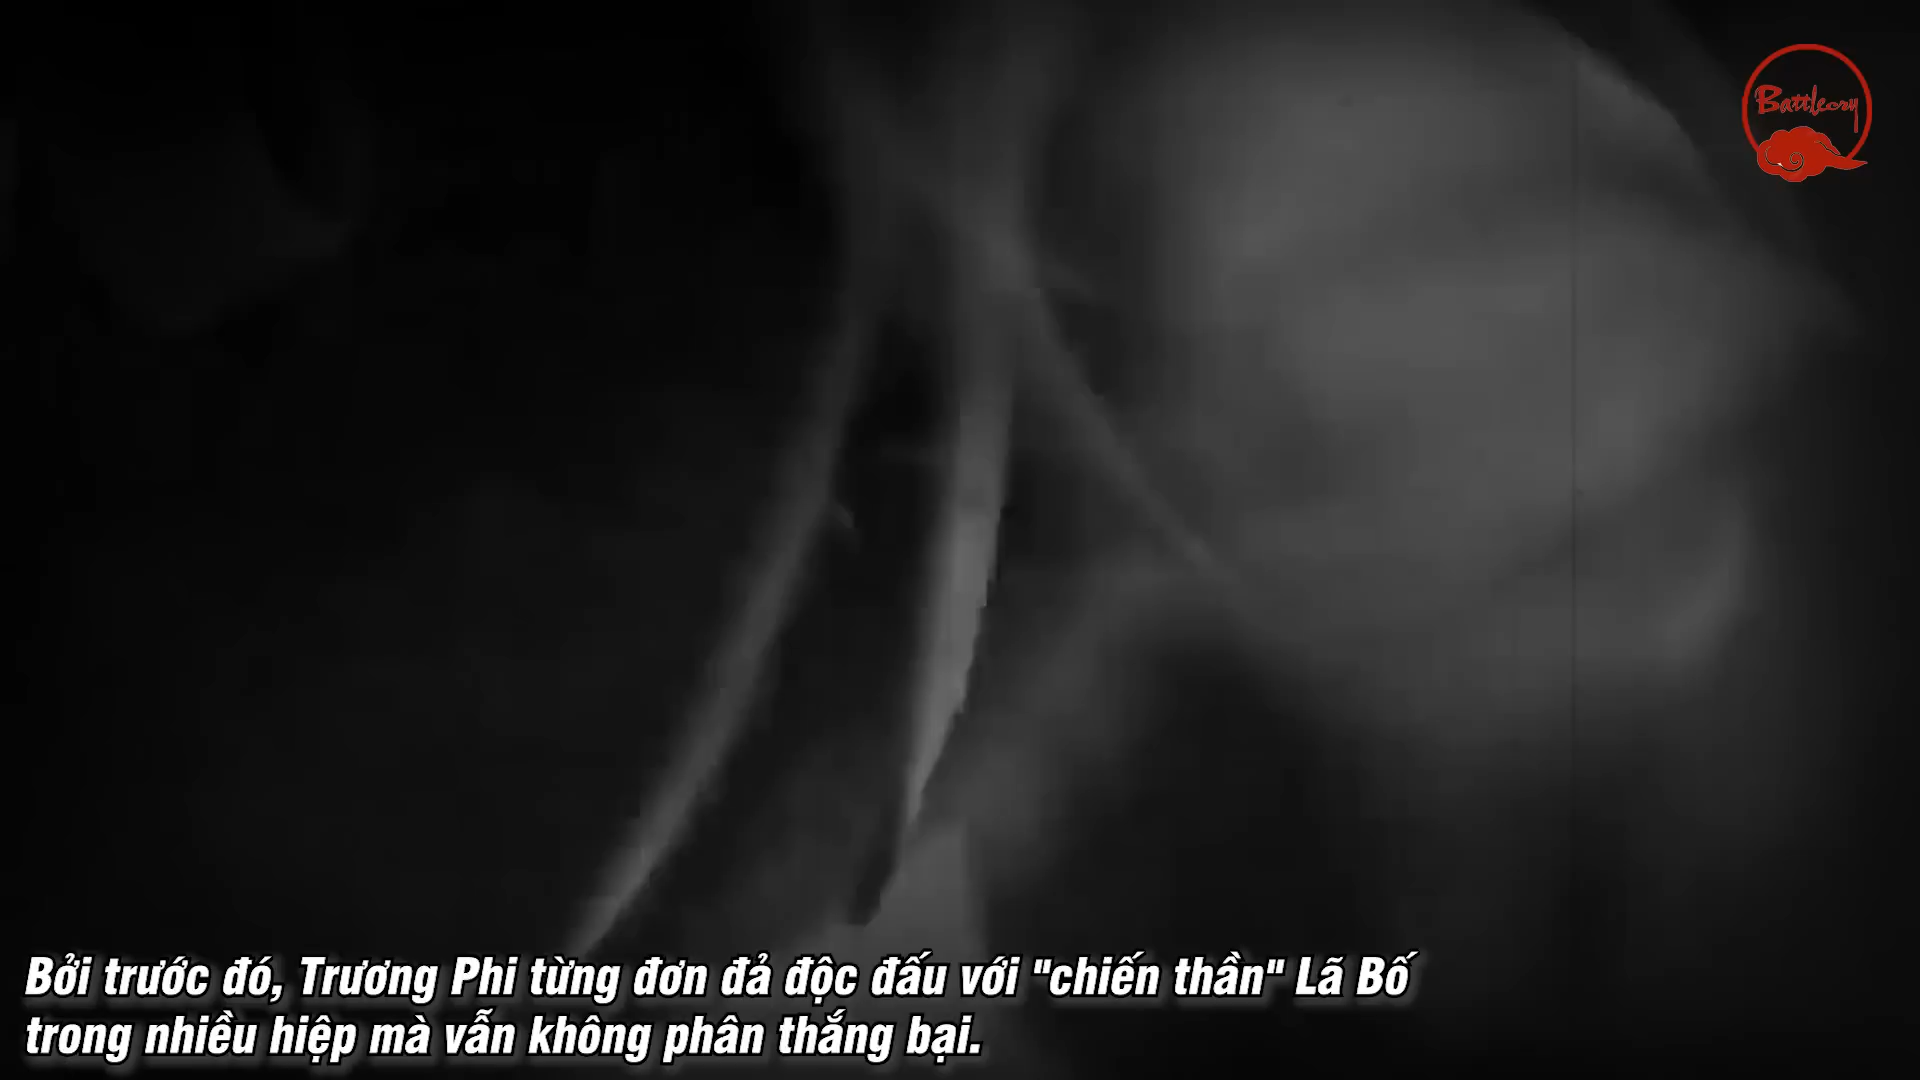 Battlecry
Bởi trước đó, Trương Phi từng đơn đả độc đấu với "chiến thần" Lã Bố
trong nhiều hiệp mà vẫn không phân thắng bại.